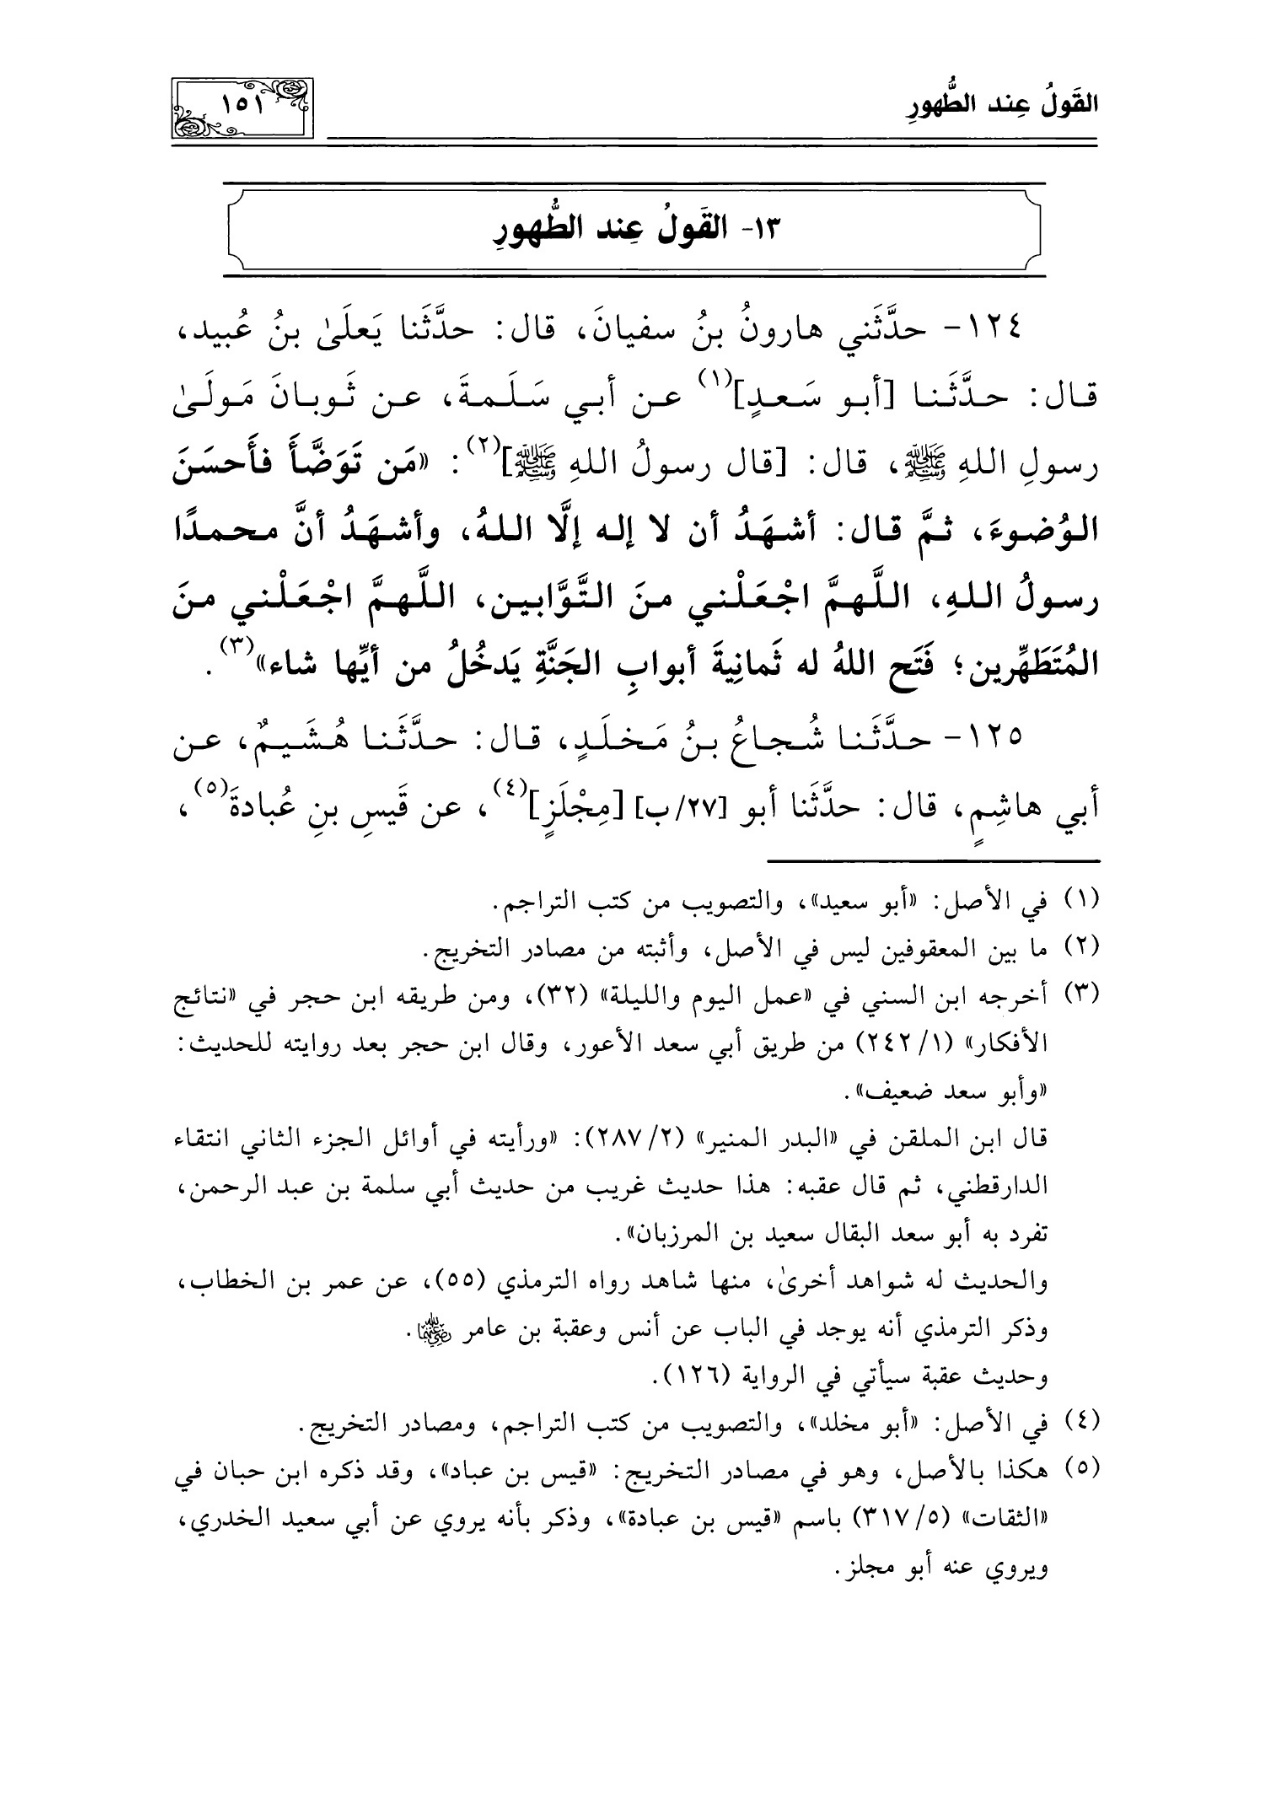 القَولُ عِند الطُّهورِ
١٥١
١٣- القَولُ عِند الطُّهورِ
١٢٤- حدَّثَني هارونُ بنُ سفيانَ، قال: حدَّثَنا يَعلَىٰ بنُ عُبيد،
قال: حدَّثَنا [أبو سَعدٍ](١) عن أبي سَلَمةَ، عن ثَوبانَ مَولَىٰ
رسولِ اللهِ ﷺ، قال: [قال رسولُ اللهِ ﷺ](٢): «مَن تَوَضَّأَ فأَحسَنَ
الوُضوءَ، ثمَّ قال: أشهَدُ أن لا إله إلَّا اللهُ، وأشهَدُ أنَّ محمدًا
رسولُ اللهِ، اللَّهمَّ اجْعَلْني منَ التَّوَّابين، اللَّهمَّ اجْعَلْني منَ
المُتَطَهِّرين؛ فَتَح اللهُ له ثَمانِيةَ أبوابِ الجَنَّةِ يَدخُلُ من أيِّها شاء»(٣).
١٢٥- حدَّثَنا شُجاعُ بنُ مَخلَدٍ، قال: حدَّثَنا هُشَيمٌ، عن
أبي هاشِمٍ، قال: حدَّثَنا أبو [٢٧/ب] [مِجْلَزٍ](٤)، عن قَيسِ بنِ عُبادةَ(٥)،
(١) في الأصل: «أبو سعيد»، والتصويب من كتب التراجم.
(٢) ما بين المعقوفين ليس في الأصل، وأثبته من مصادر التخريج.
(٣) أخرجه ابن السني في «عمل اليوم والليلة» (٣٢)، ومن طريقه ابن حجر في «نتائج
الأفكار» (١/ ٢٤٢) من طريق أبي سعد الأعور، وقال ابن حجر بعد روايته للحديث:
«وأبو سعد ضعيف».
قال ابن الملقن في «البدر المنير» (٢/ ٢٨٧): «ورأيته في أوائل الجزء الثاني انتقاء
الدارقطني، ثم قال عقبه: هذا حديث غريب من حديث أبي سلمة بن عبد الرحمن،
تفرد به أبو سعد البقال سعيد بن المرزبان».
والحديث له شواهد أخرىٰ، منها شاهد رواه الترمذي (٥٥)، عن عمر بن الخطاب،
وذكر الترمذي أنه يوجد في الباب عن أنس وعقبة بن عامر رضي الله عنهما.
وحديث عقبة سيأتي في الرواية (١٢٦).
(٤) في الأصل: «أبو مخلد»، والتصويب من كتب التراجم، ومصادر التخريج.
(٥) هكذا بالأصل، وهو في مصادر التخريج: «قيس بن عباد»، وقد ذكره ابن حبان في
«الثقات» (٥/ ٣١٧) باسم «قيس بن عبادة»، وذكر بأنه يروي عن أبي سعيد الخدري،
ويروي عنه أبو مجلز.